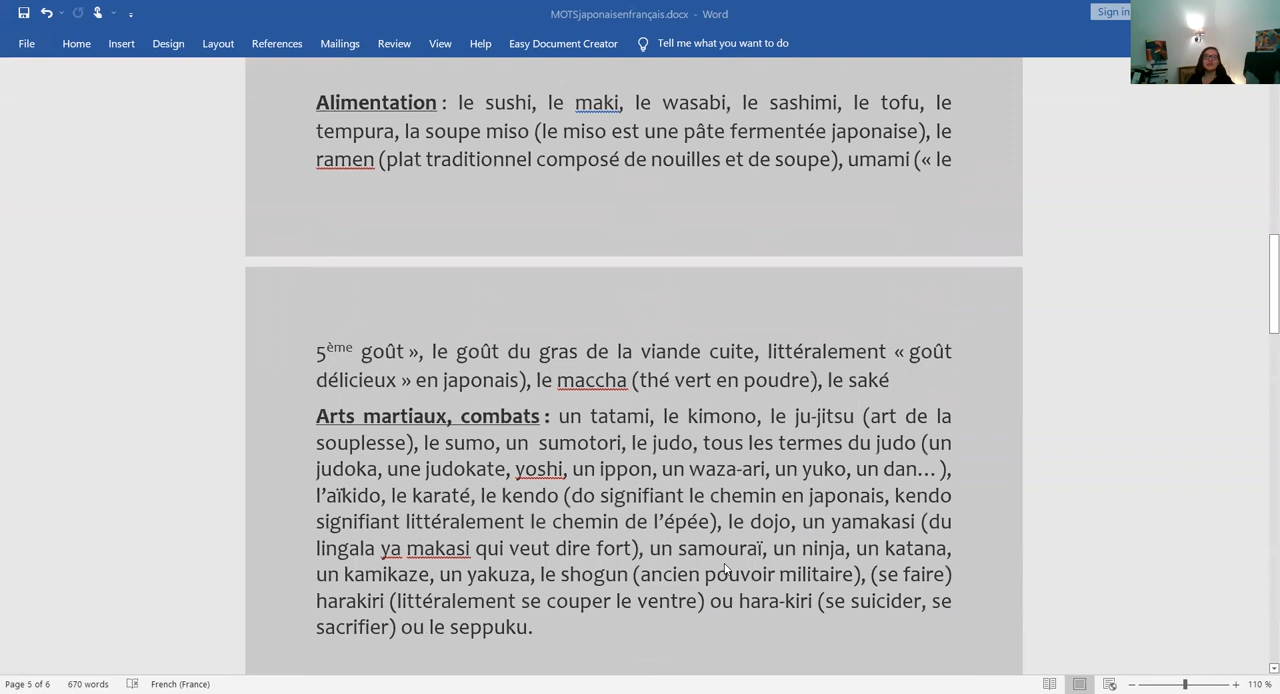 MOTSjaponaisenfrançais.docx - Word
Sign in
File Home Insert Design Layout References Mailings Review View Help Easy Document Creator Tell me what you want to do
Alimentation : le sushi, le maki, le wasabi, le sashimi, le tofu, le
tempura, la soupe miso (le miso est une pâte fermentée japonaise), le
ramen (plat traditionnel composé de nouilles et de soupe), umami (« le
5ème goût », le goût du gras de la viande cuite, littéralement « goût
délicieux » en japonais), le maccha (thé vert en poudre), le saké
Arts martiaux, combats : un tatami, le kimono, le ju-jitsu (art de la
souplesse), le sumo, un sumotori, le judo, tous les termes du judo (un
judoka, une judokate, yoshi, un ippon, un waza-ari, un yuko, un dan…),
l’aïkido, le karaté, le kendo (do signifiant le chemin en japonais, kendo
signifiant littéralement le chemin de l’épée), le dojo, un yamakasi (du
lingala ya makasi qui veut dire fort), un samouraï, un ninja, un katana,
un kamikaze, un yakuza, le shogun (ancien pouvoir militaire), (se faire)
harakiri (littéralement se couper le ventre) ou hara-kiri (se suicider, se
sacrifier) ou le seppuku.
Page 5 of 6 670 words French (France) 110 %